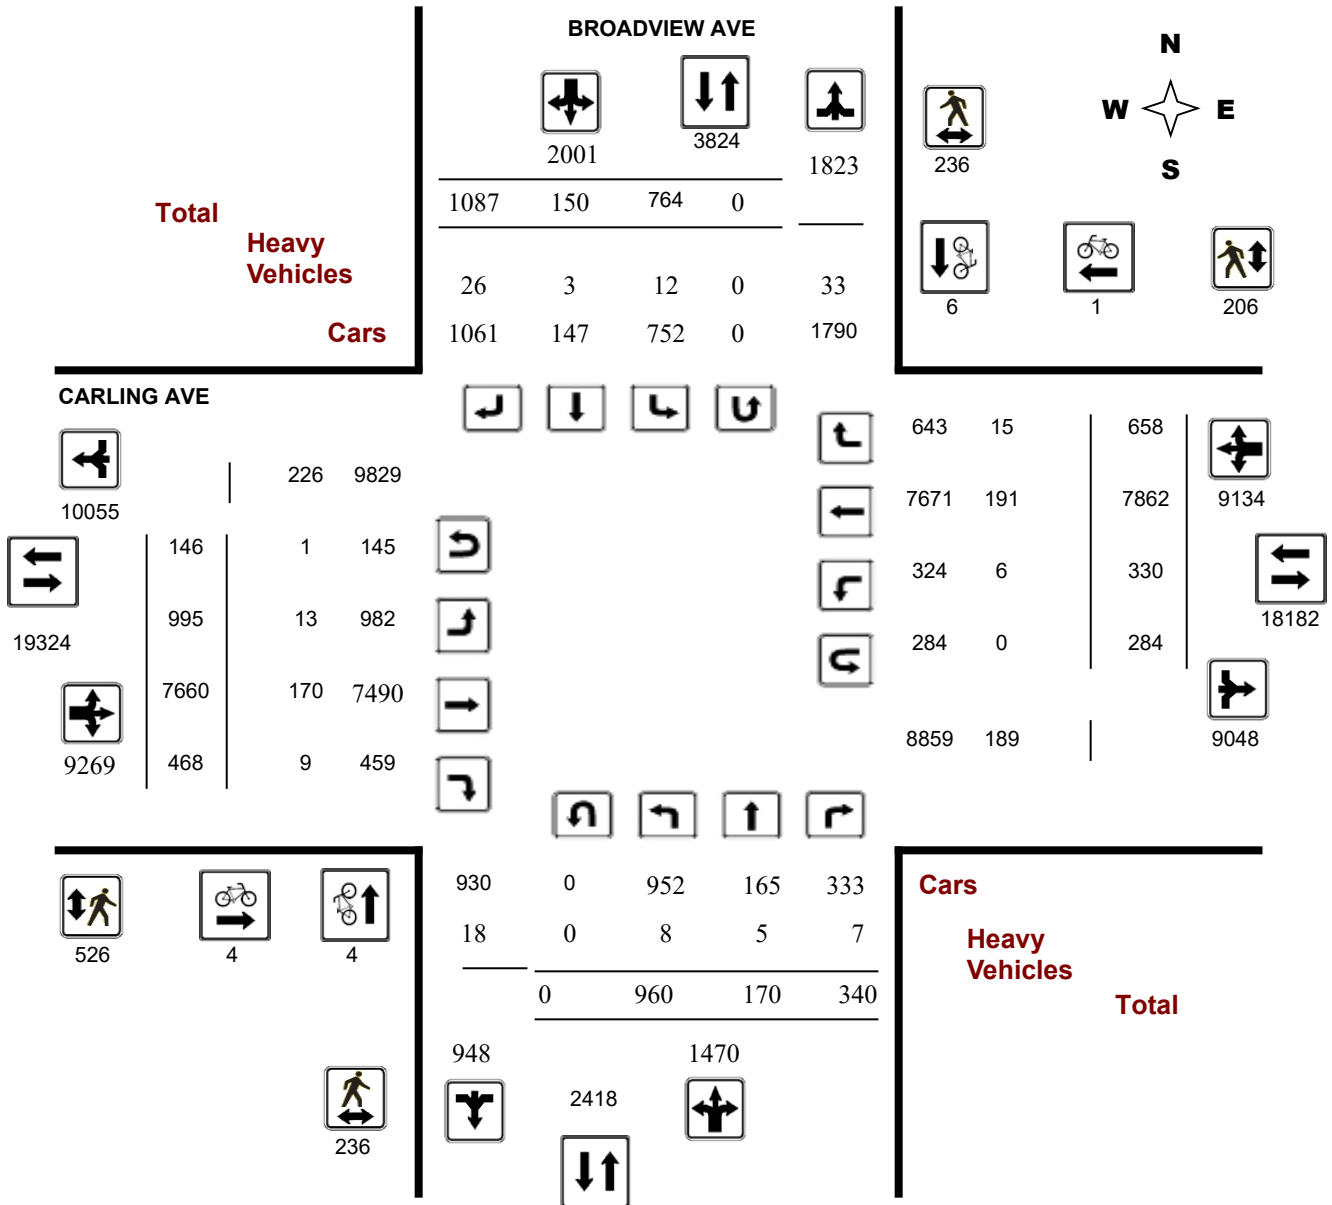 BROADVIEW AVE
N
W E
S
2001
3824
1823
236
1087 150 764 0
Total
Heavy
Vehicles
26 3 12 0 33
6 1 206
Cars
1061 147 752 0 1790
CARLING AVE
643 15 658
226 9829
10055
7671 191 7862 9134
146 1 145
324 6 330
995 13 982
18182
19324
284 0 284
7660 170 7490
8859 189 9048
9269 468 9 459
930 0 952 165 333
Cars
18 0 8 5 7
Heavy
Vehicles
526 4 4
0 960 170 340
Total
948 1470
2418
236